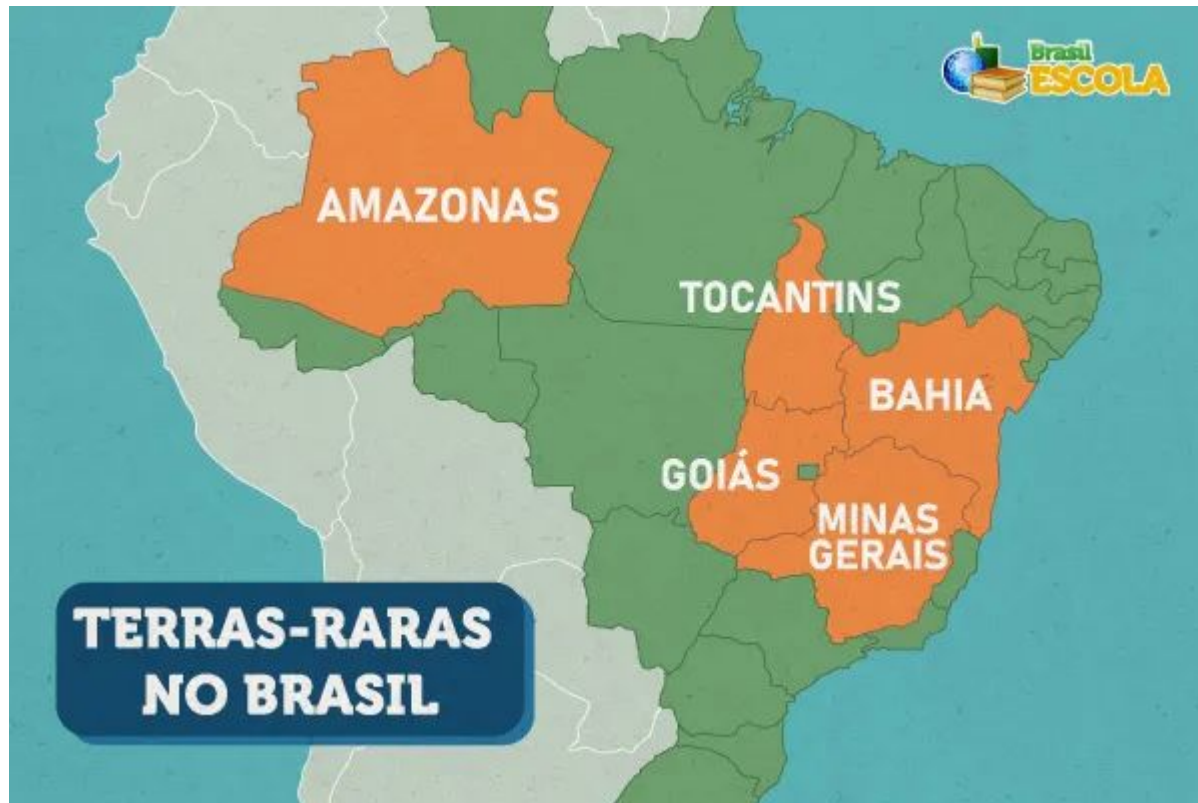 Brasil
ESCOLA
AMAZONAS
TOCANTINS
BAHIA
GOIÁS
MINAS
GERAIS
TERRAS-RARAS
NO BRASIL